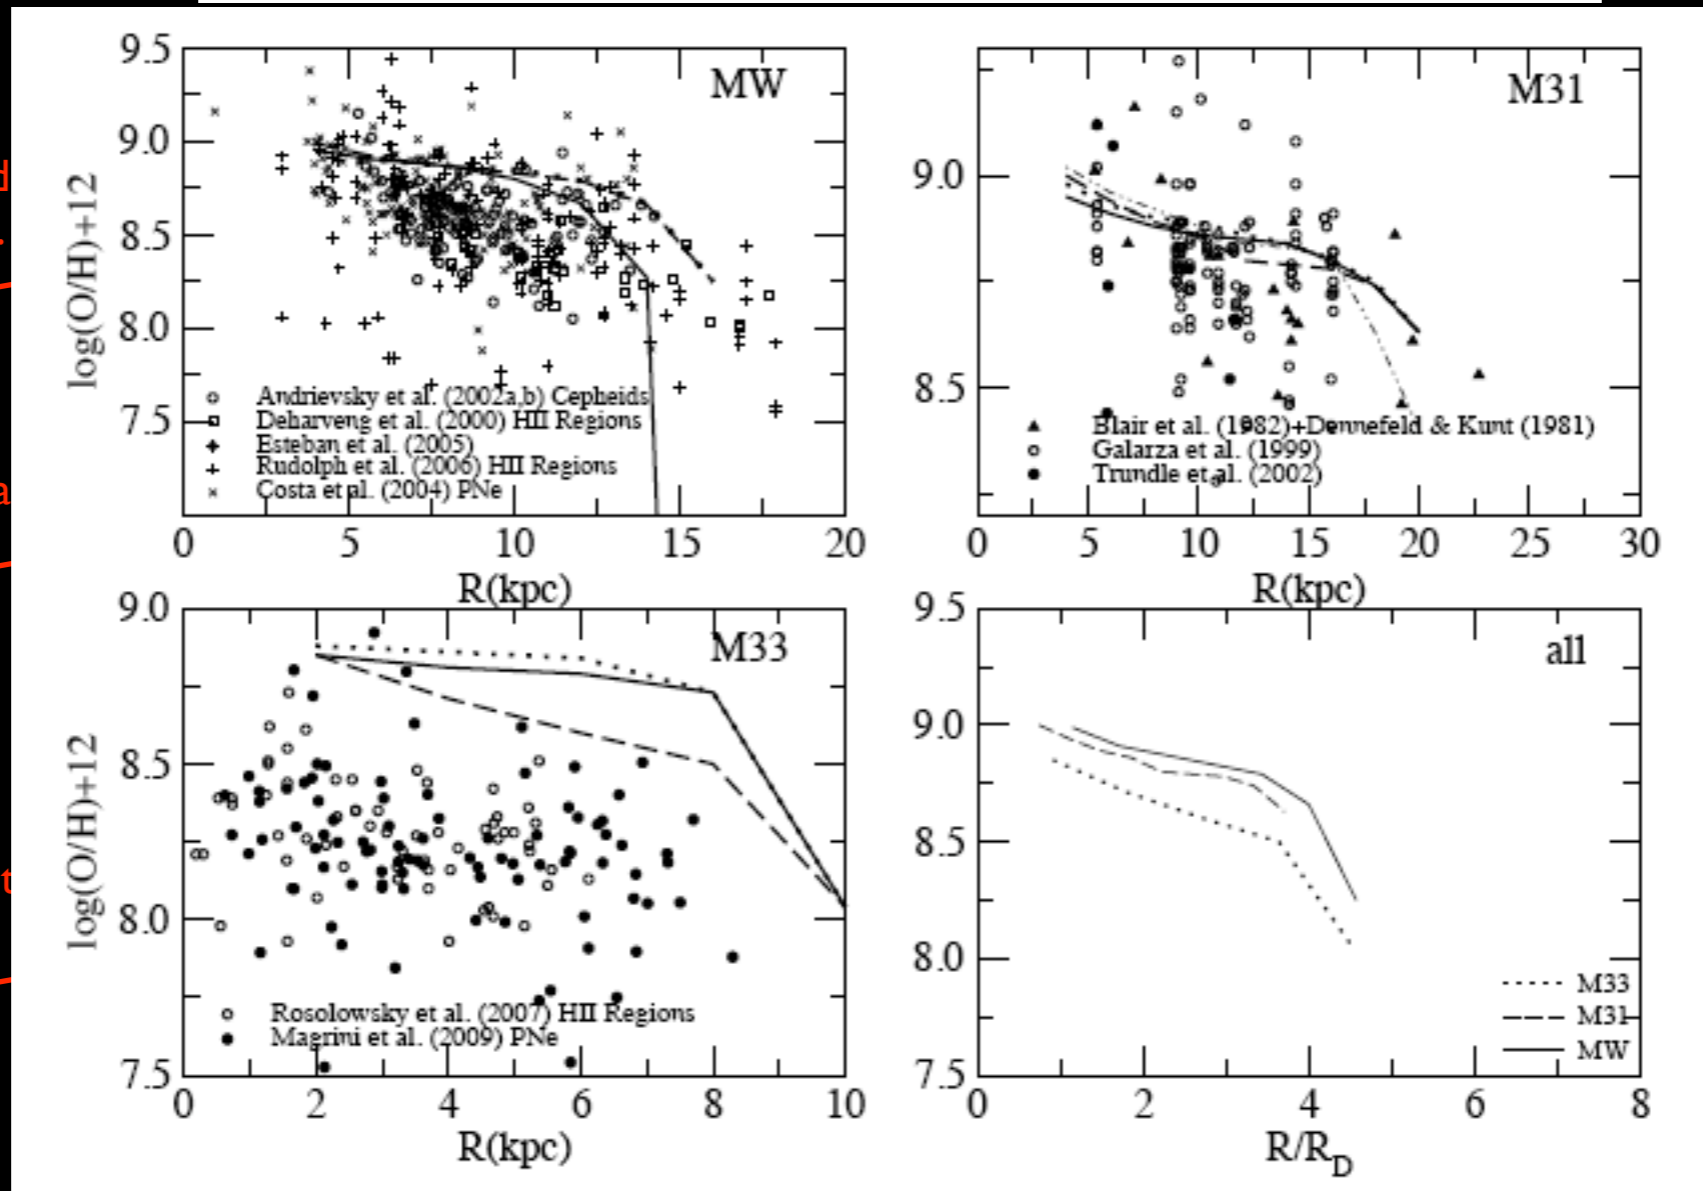 MW
9.5
9.0
8.5
8.0
7.5
log(O/H)+12
Andrievsky et al. (2002a,b) Cepheids
Deharveng et al. (2000) HII Regions
Esteban et al. (2005)
Rudolph et al. (2006) HII Regions
Costa et al. (2004) PNe
0 5 10 15 20
R(kpc)
M31
9.0
8.5
Blair et al. (1982)+Dennefeld & Kunt (1981)
Galarza et al. (1999)
Trundle et al. (2002)
0 5 10 15 20 25 30
R(kpc)
M33
9.0
8.5
8.0
7.5
log(O/H)+12
Rosolowsky et al. (2007) HII Regions
Magrini et al. (2009) PNe
0 2 4 6 8 10
R(kpc)
all
9.5
9.0
8.5
8.0
7.5
M33
M31
MW
0 2 4 6 8
R/R_D